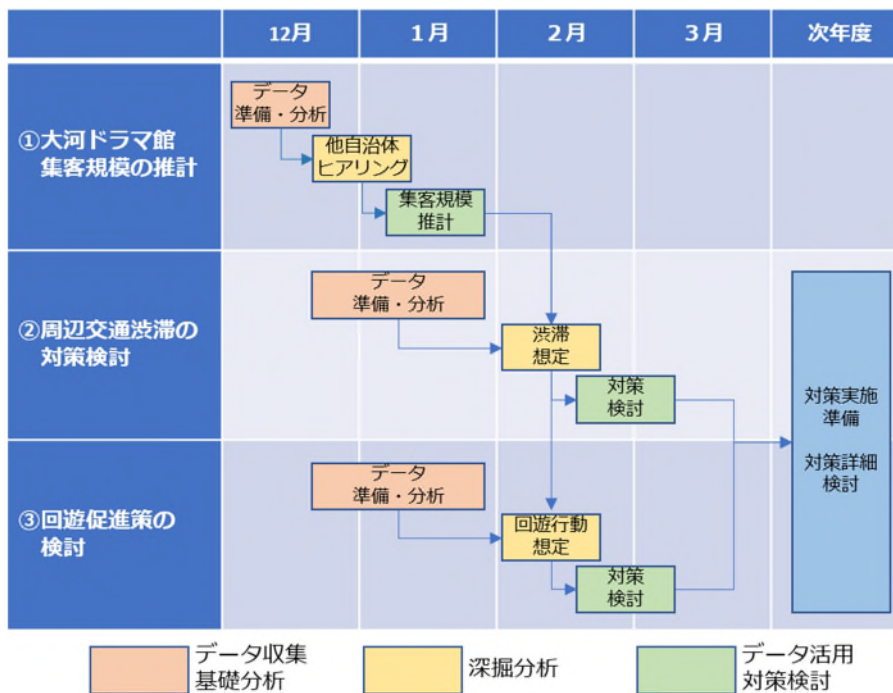 12月
1月
2月
3月
次年度
①大河ドラマ館
集客規模の推計
データ
準備・分析
他自治体
ヒアリング
集客規模
推計
②周辺交通渋滞の
対策検討
データ
準備・分析
渋滞
想定
対策
検討
③回遊促進策の
検討
データ
準備・分析
回遊行動
想定
対策
検討
対策実施
準備
対策詳細
検討
データ収集
基礎分析
深掘分析
データ活用
対策検討